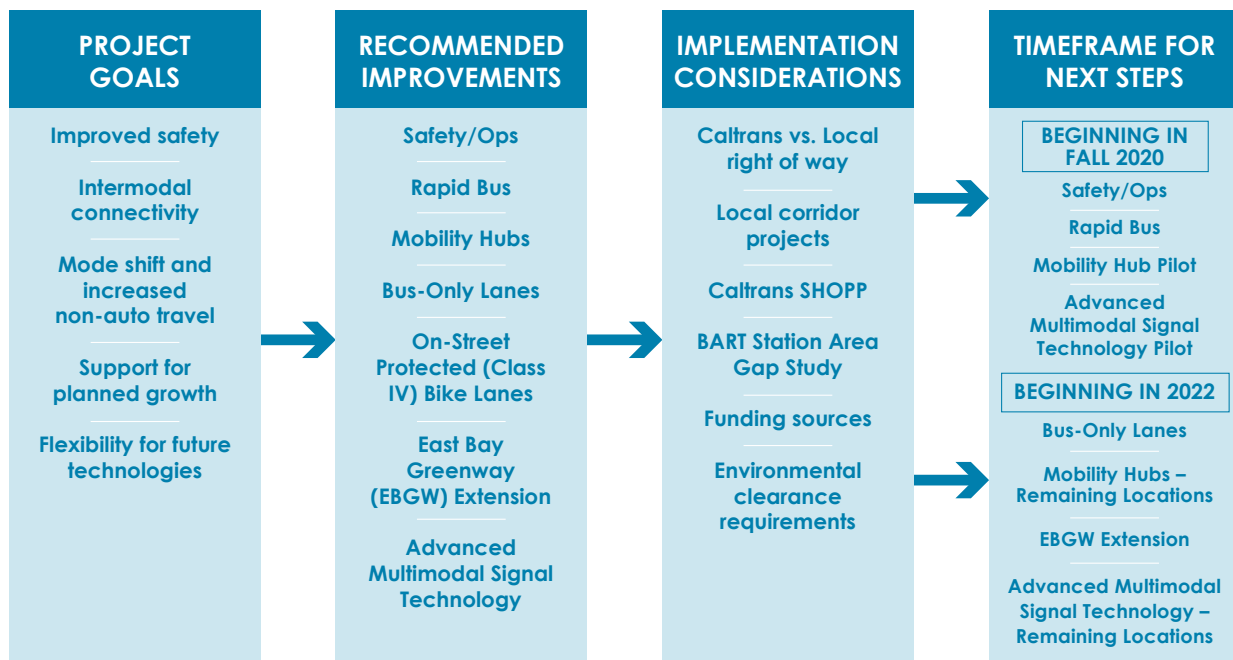 PROJECT
GOALS
Improved safety
Intermodal
connectivity
Mode shift and
increased
non-auto travel
Support for
planned growth
Flexibility for future
technologies
RECOMMENDED
IMPROVEMENTS
Safety/Ops
Rapid Bus
Mobility Hubs
Bus-Only Lanes
On-Street
Protected (Class
IV) Bike Lanes
East Bay
Greenway
(EBGW) Extension
Advanced
Multimodal Signal
Technology
IMPLEMENTATION
CONSIDERATIONS
Caltrans vs. Local
right of way
Local corridor
projects
Caltrans SHOPP
BART Station Area
Gap Study
Funding sources
Environmental
clearance
requirements
TIMEFRAME FOR
NEXT STEPS
BEGINNING IN
FALL 2020
Safety/Ops
Rapid Bus
Mobility Hub Pilot
Advanced
Multimodal Signal
Technology Pilot
BEGINNING IN 2022
Bus-Only Lanes
Mobility Hubs –
Remaining Locations
EBGW Extension
Advanced Multimodal
Signal Technology –
Remaining Locations